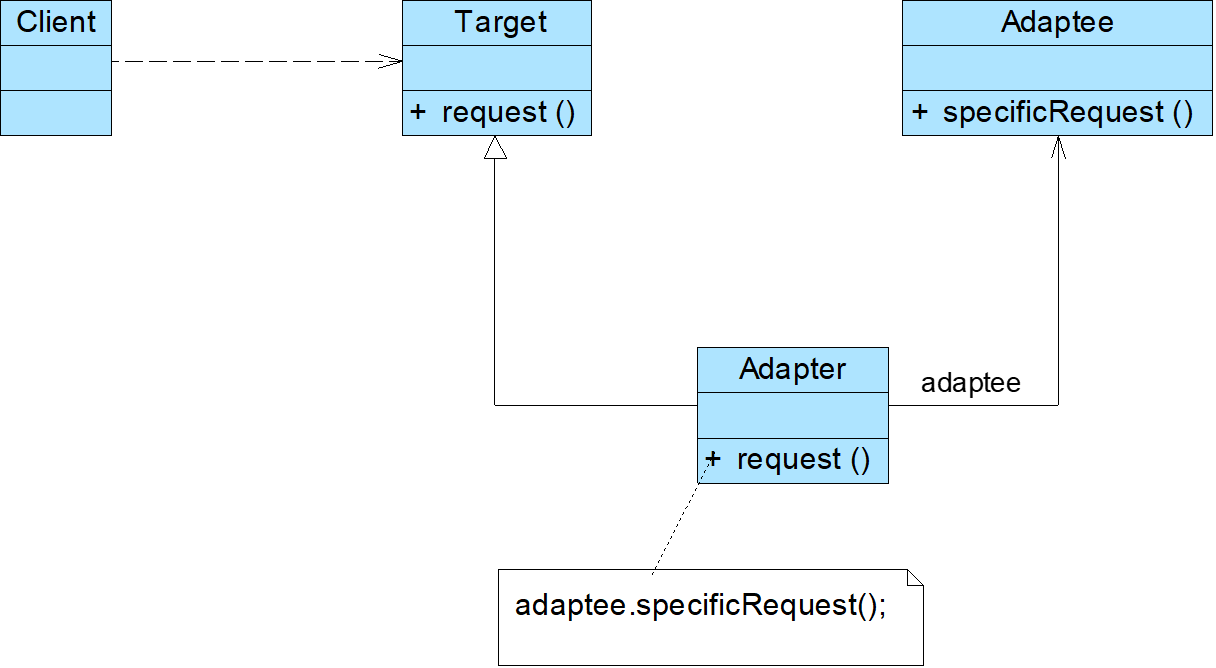 Client
Target
+ request ()
Adaptee
+ specificRequest ()
Adapter
+ request ()
adaptee
adaptee.specificRequest();